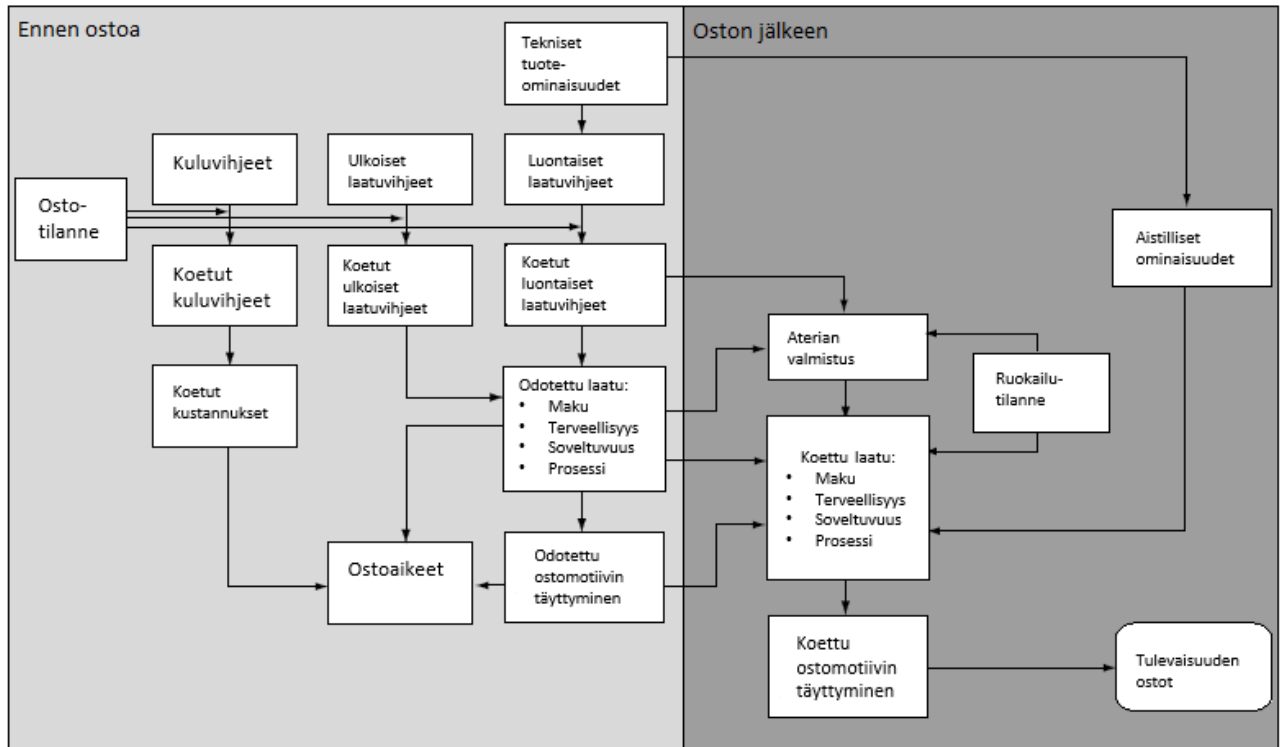 Ennen ostoa
Oston jälkeen
Tekniset
tuote-
ominaisuudet
Kuluvihjeet
Ulkoiset
laatuvihjeet
Luontaiset
laatuvihjeet
Osto-
tilanne
Aistilliset
ominaisuudet
Koetut
kuluvihjeet
Koetut
ulkoiset
laatuvihjeet
Koetut
luontaiset
laatuvihjeet
Aterian
valmistus
Ruokailu-
tilanne
Koetut
kustannukset
Odotettu laatu:
• Maku
• Terveellisyys
• Soveltuvuus
• Prosessi
Koettu laatu:
• Maku
• Terveellisyys
• Soveltuvuus
• Prosessi
Ostoaikeet
Odotettu
ostomotiivin
täyttyminen
Koettu
ostomotiivin
täyttyminen
Tulevaisuuden
ostot